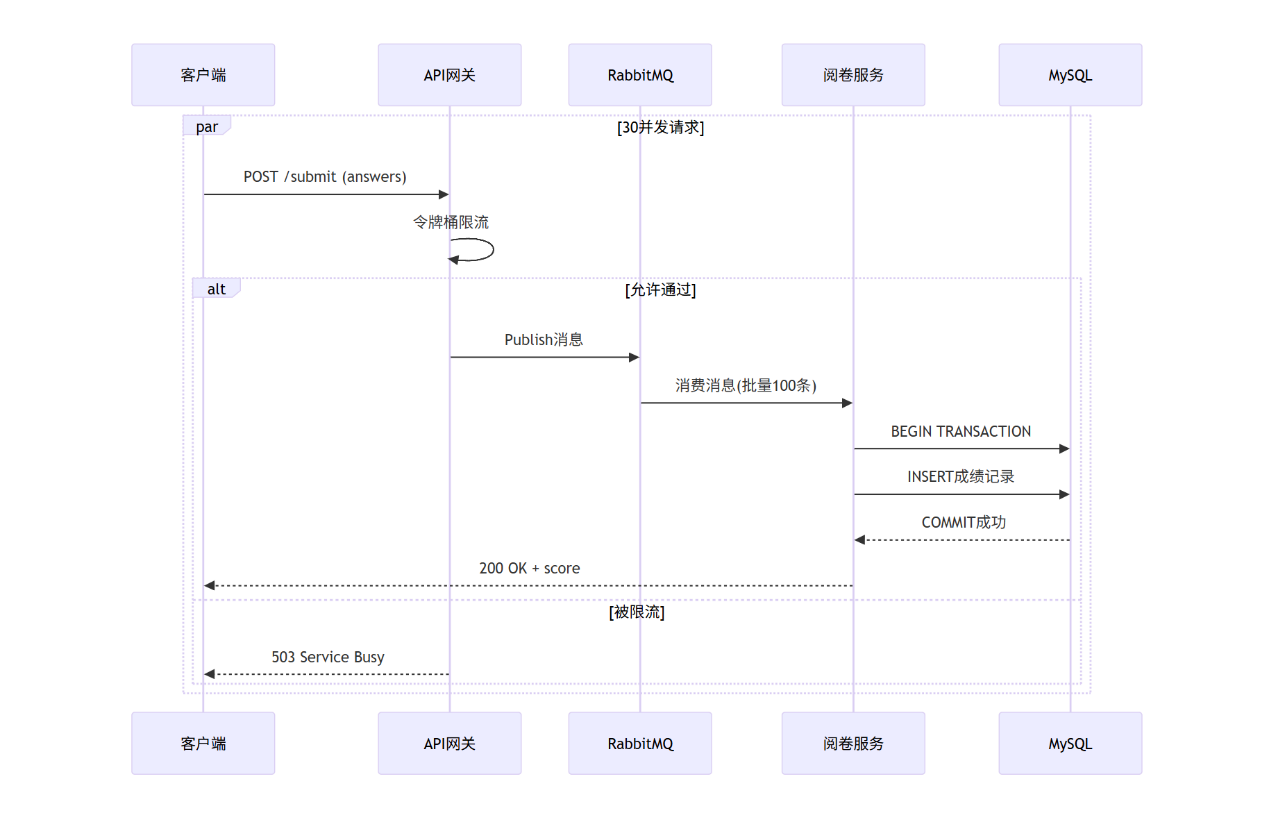 客户端
API网关
RabbitMQ
阅卷服务
MySQL
par
[30并发请求]
POST /submit (answers)
令牌桶限流
alt
[允许通过]
Publish消息
消费消息(批量100条)
BEGIN TRANSACTION
INSERT成绩记录
COMMIT成功
200 OK + score
[被限流]
503 Service Busy
客户端
API网关
RabbitMQ
阅卷服务
MySQL